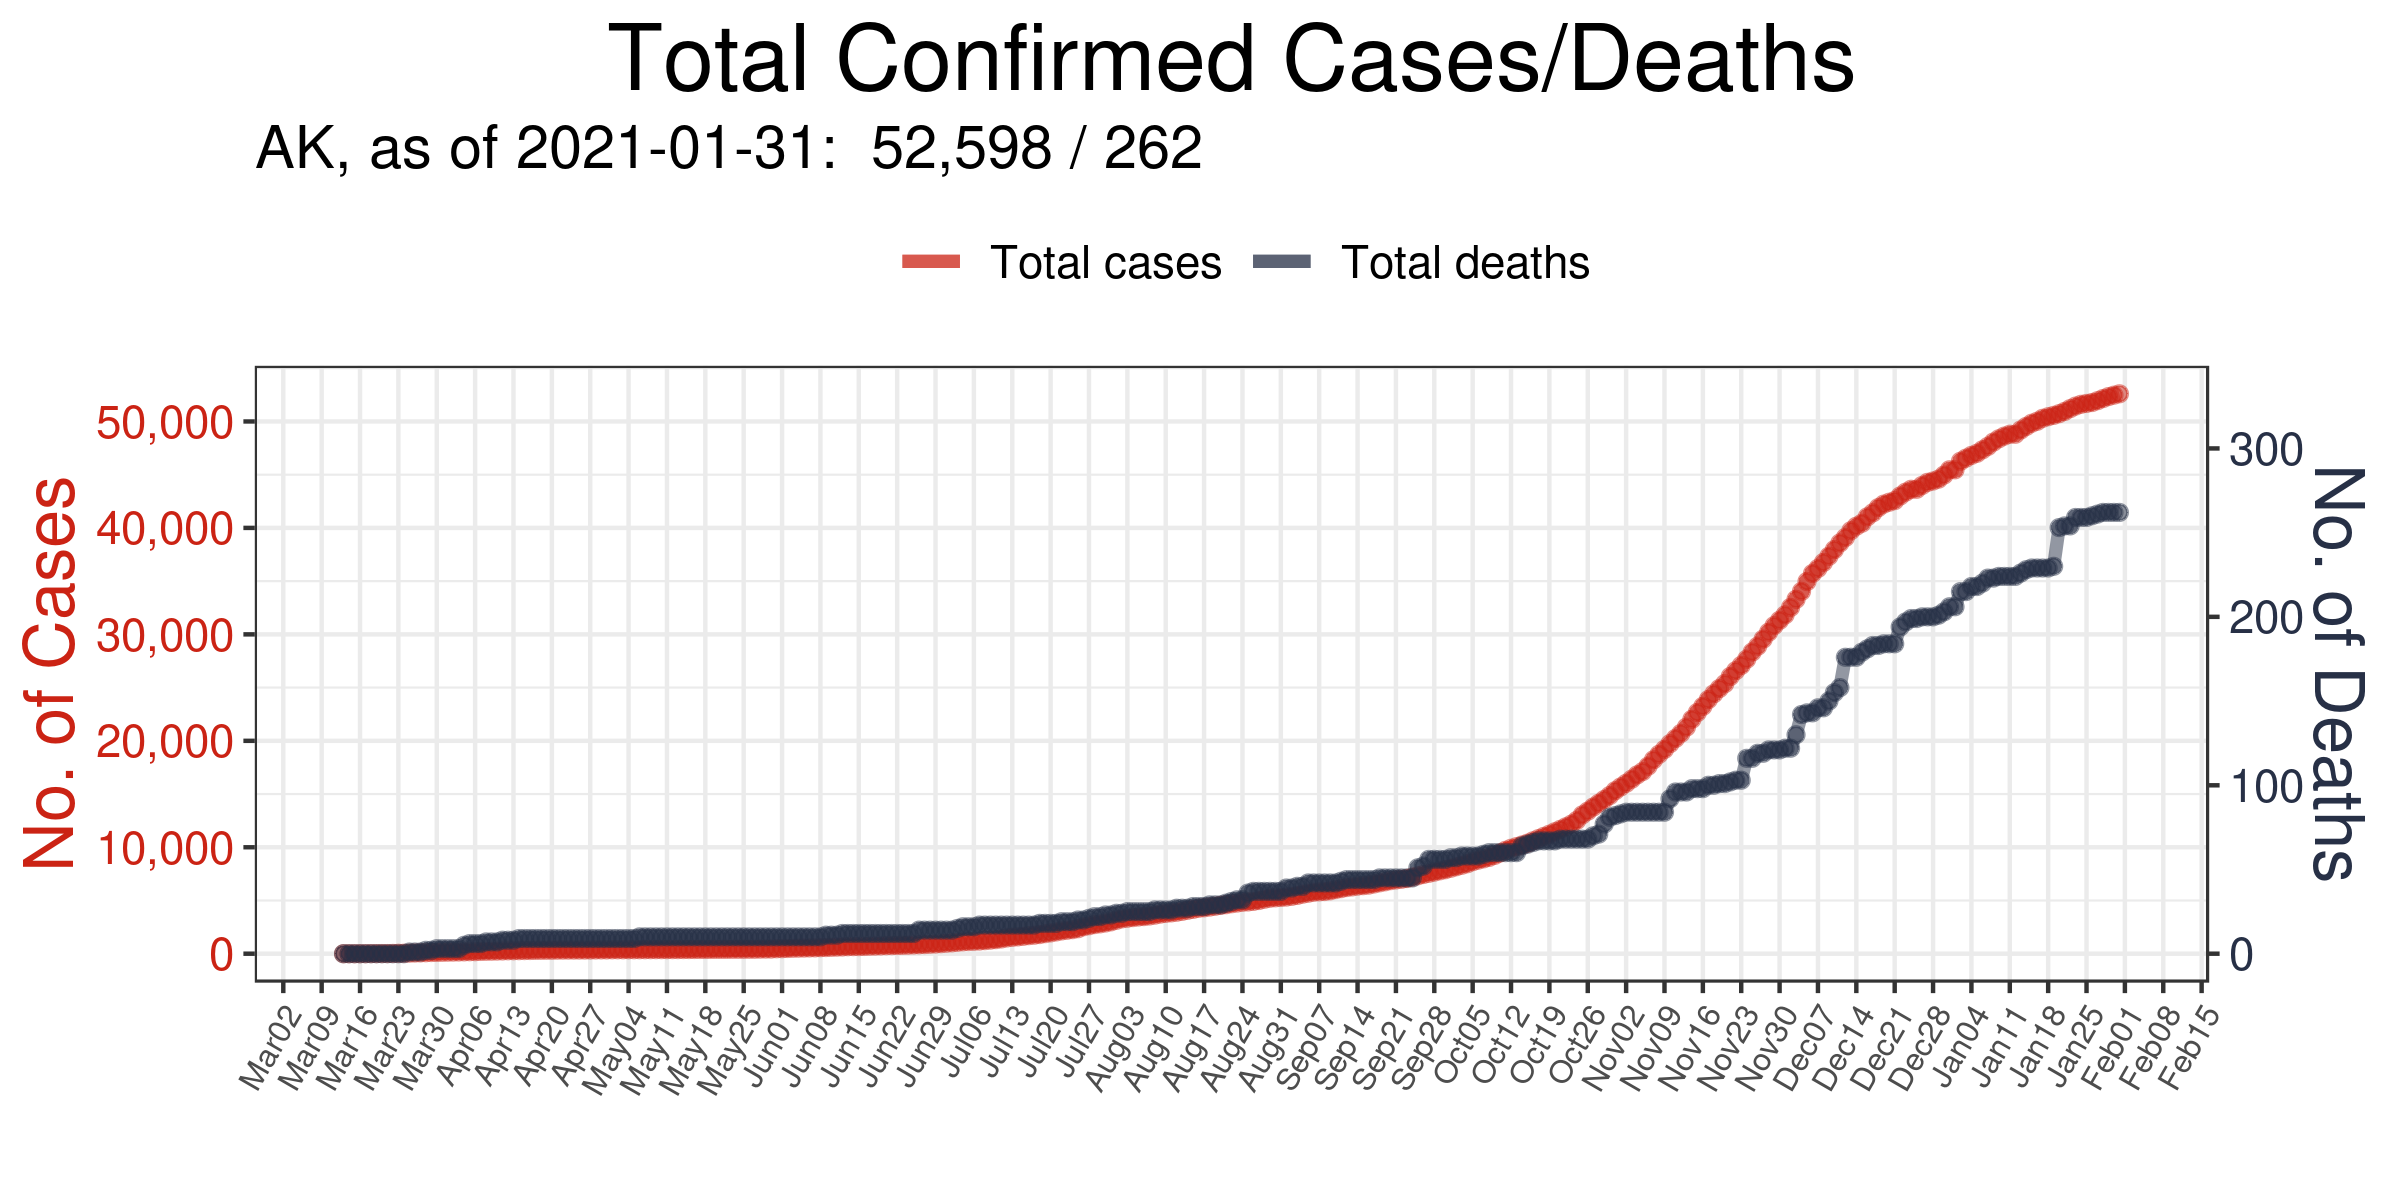 Total Confirmed Cases/Deaths
AK, as of 2021-01-31:  52,598 / 262
Total cases
Total deaths
No. of Cases
50,000
40,000
30,000
20,000
10,000
0
300
200
100
0
No. of Deaths
Mar02
Mar09
Mar16
Mar23
Mar30
Apr06
Apr13
Apr20
Apr27
May04
May11
May18
May25
Jun01
Jun08
Jun15
Jun22
Jun29
Jul06
Jul13
Jul20
Jul27
Aug03
Aug10
Aug17
Aug24
Aug31
Sep07
Sep14
Sep21
Sep28
Oct05
Oct12
Oct19
Oct26
Nov02
Nov09
Nov16
Nov23
Nov30
Dec07
Dec14
Dec21
Dec28
Dec04
Jan11
Jan18
Jan25
Feb01
Feb08
Feb15